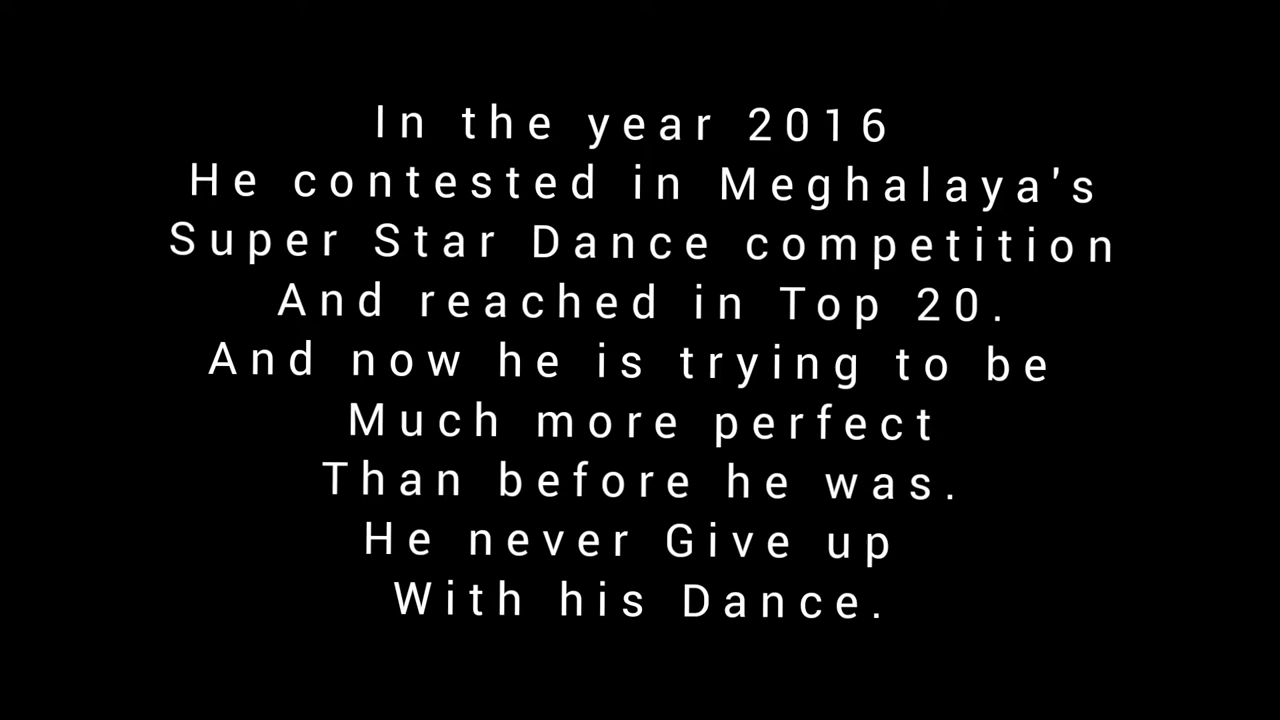 In the year 2016
He contested in Meghalaya's
Super Star Dance competition
And reached in Top 20.
And now he is trying to be
Much more perfect
Than before he was.
He never Give up
With his Dance.